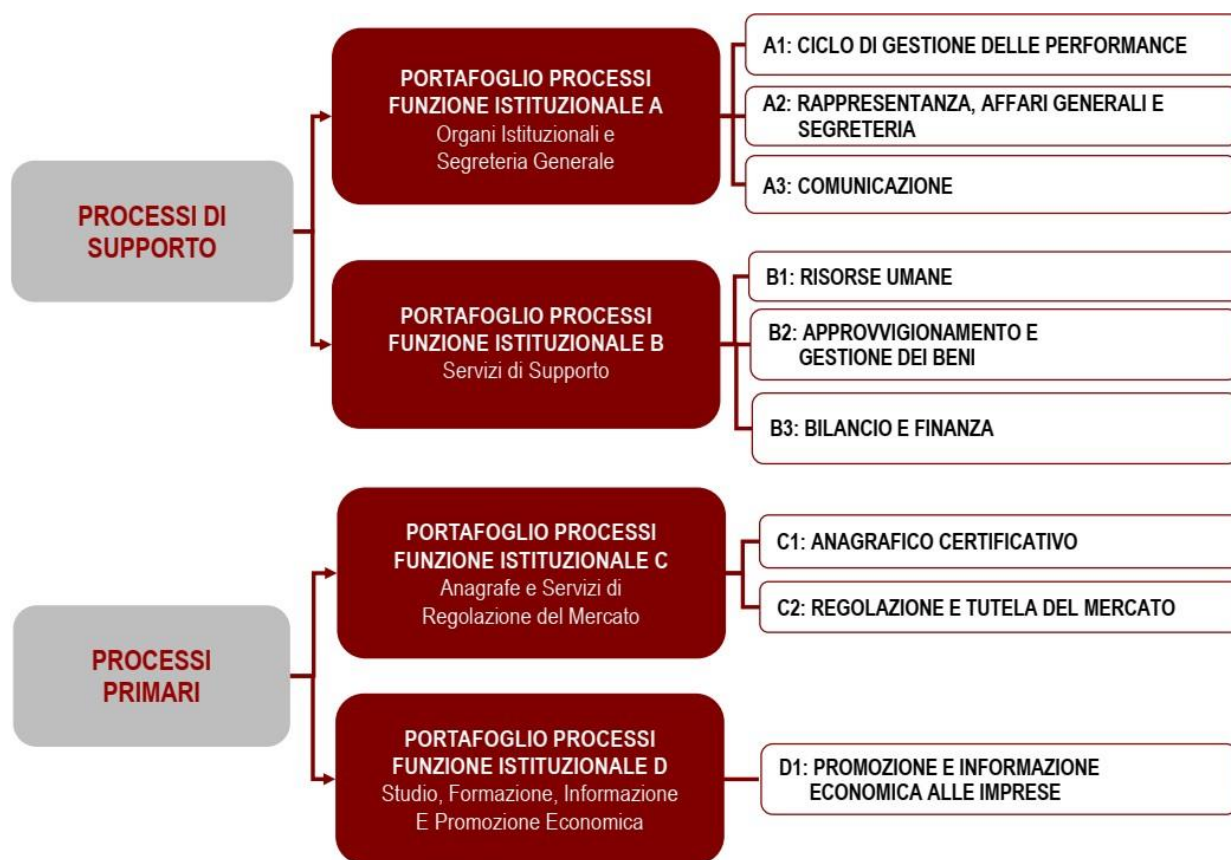 PROCESSI DI
SUPPORTO
PORTAFOGLIO PROCESSI
FUNZIONE ISTITUZIONALE A
Organi Istituzionali e
Segreteria Generale
A1: CICLO DI GESTIONE DELLE PERFORMANCE
A2: RAPPRESENTANZA, AFFARI GENERALI E
SEGRETERIA
A3: COMUNICAZIONE
PORTAFOGLIO PROCESSI
FUNZIONE ISTITUZIONALE B
Servizi di Supporto
B1: RISORSE UMANE
B2: APPROVVIGIONAMENTO E
GESTIONE DEI BENI
B3: BILANCIO E FINANZA
PROCESSI
PRIMARI
PORTAFOGLIO PROCESSI
FUNZIONE ISTITUZIONALE C
Anagrafe e Servizi di
Regolazione del Mercato
C1: ANAGRAFICO CERTIFICATIVO
C2: REGOLAZIONE E TUTELA DEL MERCATO
PORTAFOGLIO PROCESSI
FUNZIONE ISTITUZIONALE D
Studio, Formazione, Informazione
E Promozione Economica
D1: PROMOZIONE E INFORMAZIONE
ECONOMICA ALLE IMPRESE